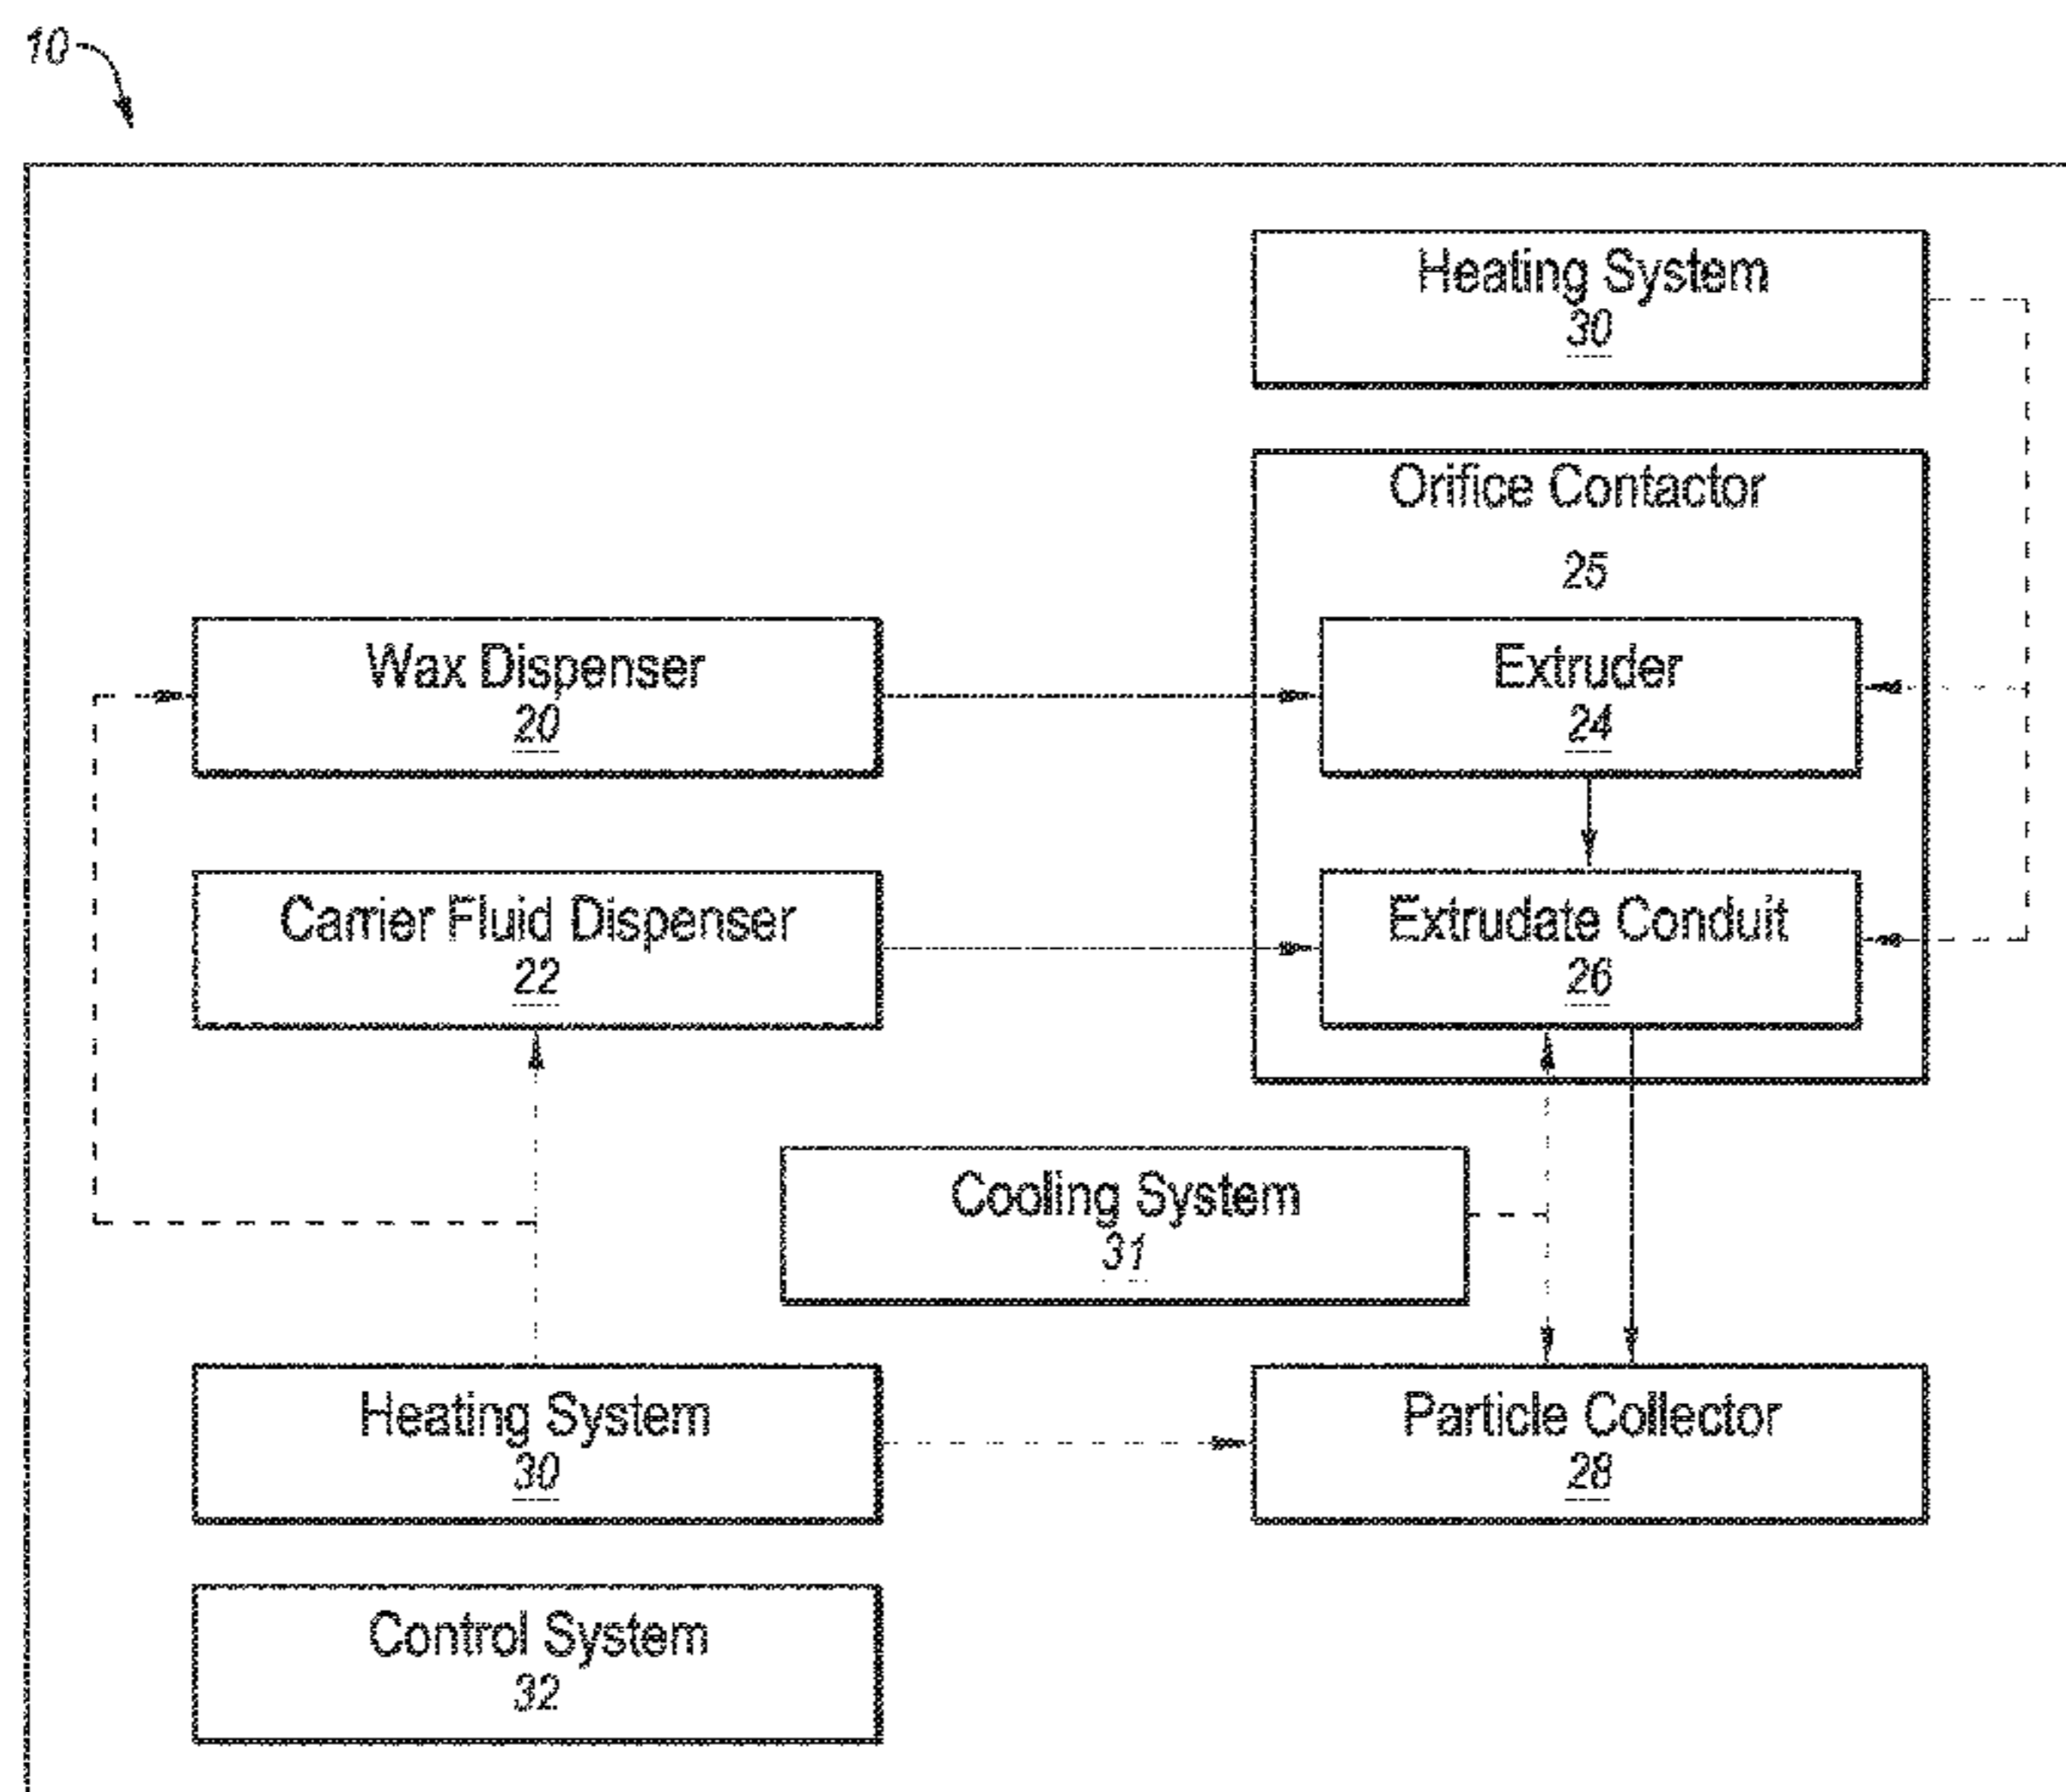 10
Heating System
30
Orifice Contactor
25
Wax Dispenser
20
Extruder
24
Carrier Fluid Dispenser
22
Extrudate Conduit
26
Cooling System
31
Heating System
30
Particle Collector
28
Control System
32